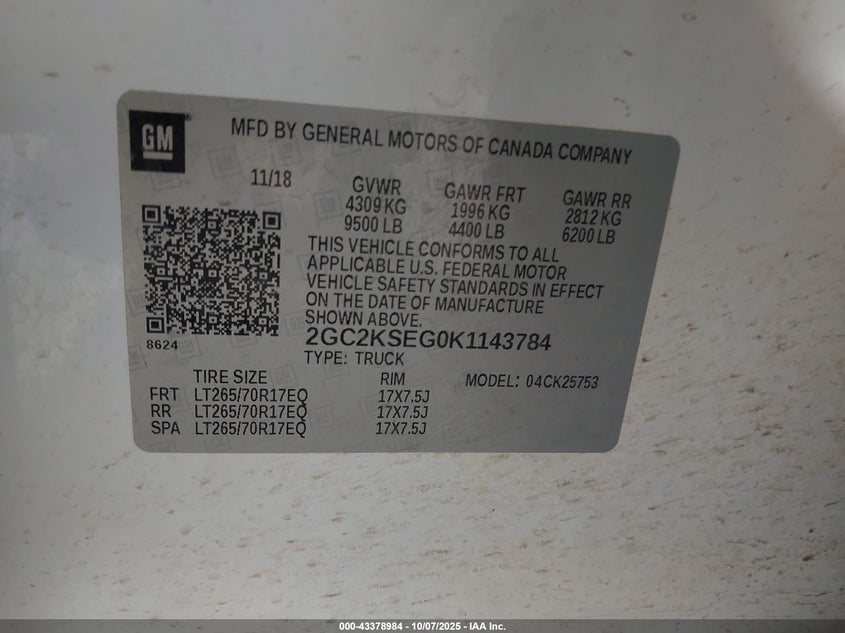 GM
MFD BY GENERAL MOTORS OF CANADA COMPANY
11/18
GVWR
4309 KG
9500 LB
GAWR FRT
1996 KG
4400 LB
GAWR RR
2812 KG
6200 LB
THIS VEHICLE CONFORMS TO ALL
APPLICABLE U.S. FEDERAL MOTOR
VEHICLE SAFETY STANDARDS IN EFFECT
ON THE DATE OF MANUFACTURE
SHOWN ABOVE.
8624
2GC2KSEG0K1143784
TYPE: TRUCK
TIRE SIZE RIM MODEL: 04CK25753
FRT LT265/70R17EQ 17X7.5J
RR LT265/70R17EQ 17X7.5J
SPA LT265/70R17EQ 17X7.5J
000-43378984 - 10/07/2025 - IAA Inc.